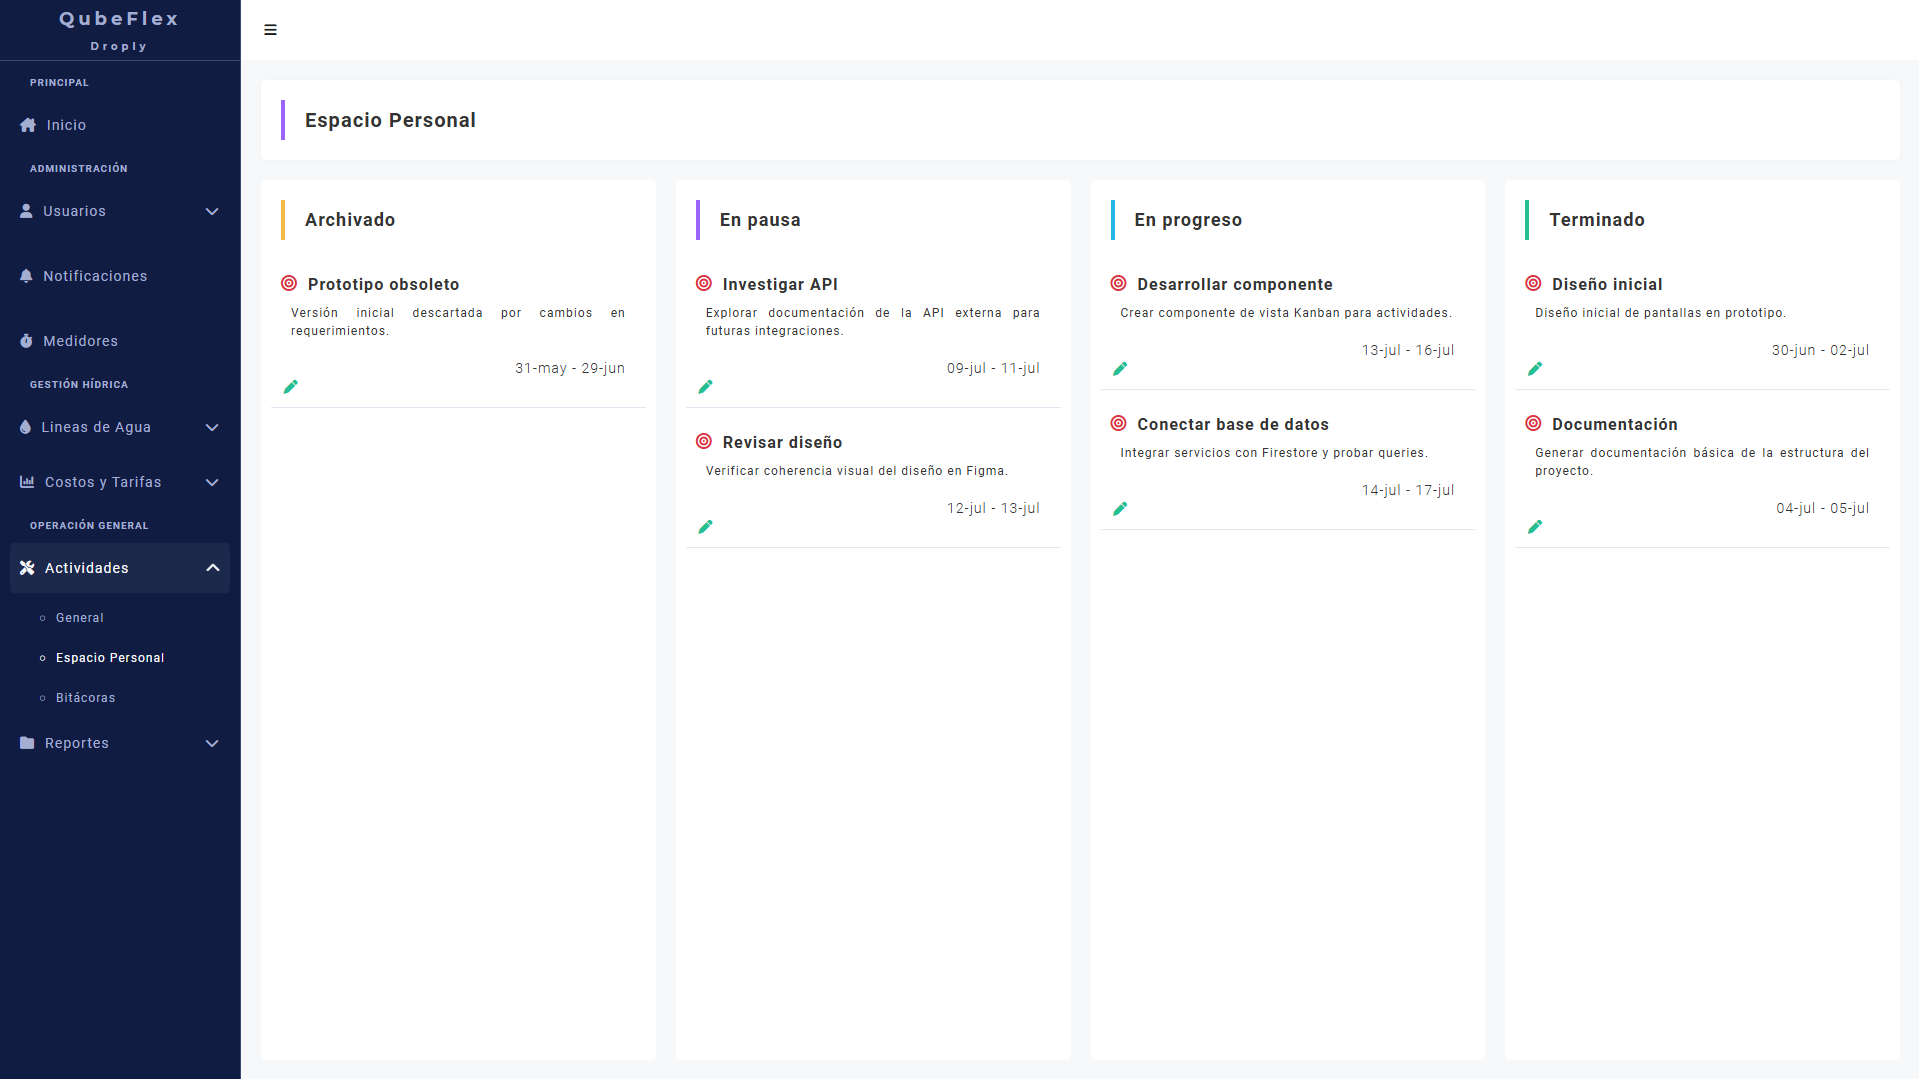 QubeFlex
Droply
PRINCIPAL
Inicio
ADMINISTRACIÓN
Usuarios
Notificaciones
Medidores
GESTIÓN HÍDRICA
Lineas de Agua
Costos y Tarifas
OPERACIÓN GENERAL
Actividades
General
Espacio Personal
Bitácoras
Reportes
Espacio Personal
Archivado
Prototipo obsoleto
Versión inicial descartada por cambios en
requerimientos.
31-may - 29-jun
En pausa
Investigar API
Explorar documentación de la API externa para
futuras integraciones.
09-jul - 11-jul
Revisar diseño
Verificar coherencia visual del diseño en Figma.
12-jul - 13-jul
En progreso
Desarrollar componente
Crear componente de vista Kanban para actividades.
13-jul - 16-jul
Conectar base de datos
Integrar servicios con Firestore y probar queries.
14-jul - 17-jul
Terminado
Diseño inicial
Diseño inicial de pantallas en prototipo.
30-jun - 02-jul
Documentación
Generar documentación básica de la estructura del
proyecto.
04-jul - 05-jul